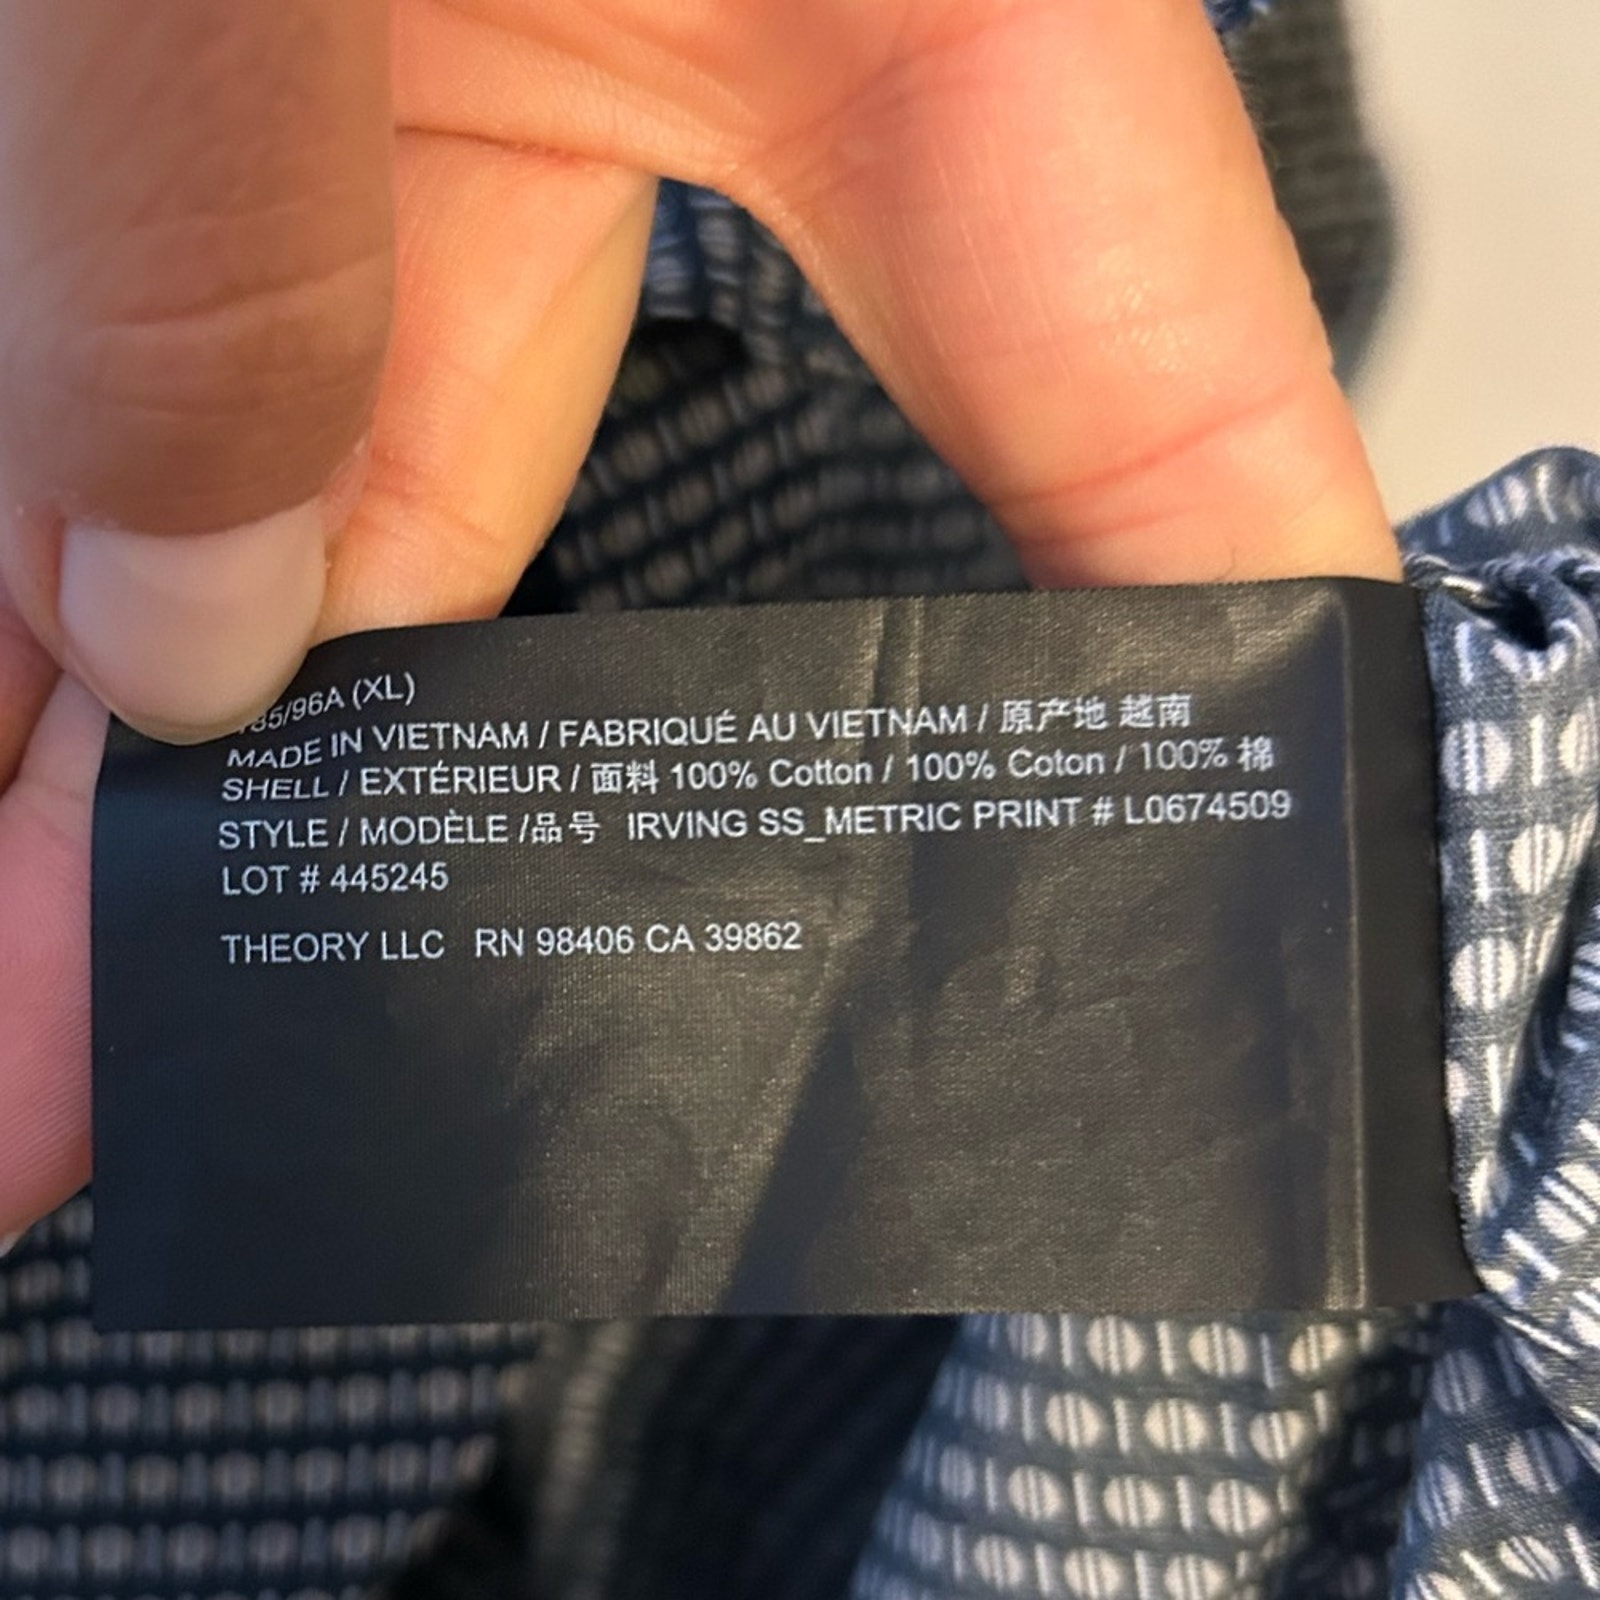 185/96A (XL)
MADE IN VIETNAM / FABRIQUÉ AU VIETNAM / 原产地 越南
SHELL / EXTÉRIEUR / 面料 100% Cotton / 100% Coton / 100% 棉
STYLE / MODÈLE /品号 IRVING SS_METRIC PRINT # L0674509
LOT # 445245
THEORY LLC RN 98406 CA 39862